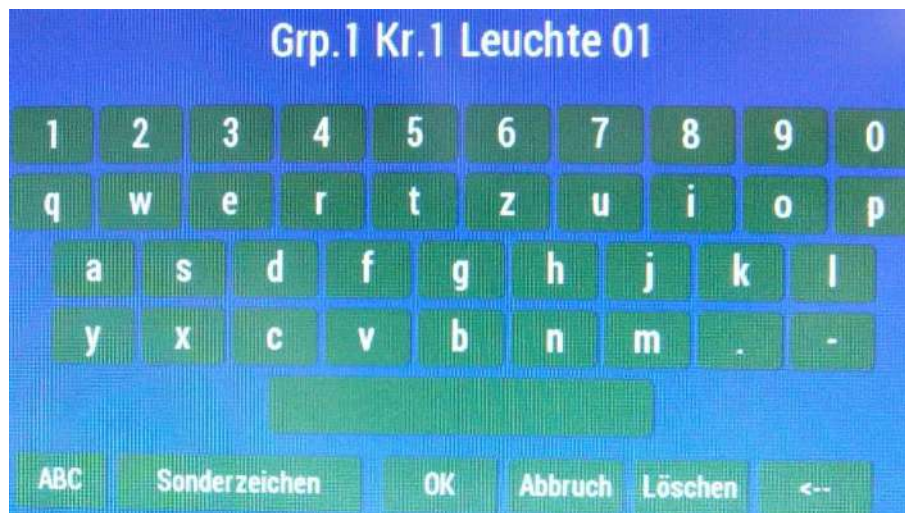 Grp.1 Kr.1 Leuchte 01
1 2 3 4 5 6 7 8 9 0
q w e r t z u i o p
a s d f g h j k l
y x c v b n m . -
ABC Sonderzeichen OK Abbruch Löschen <--